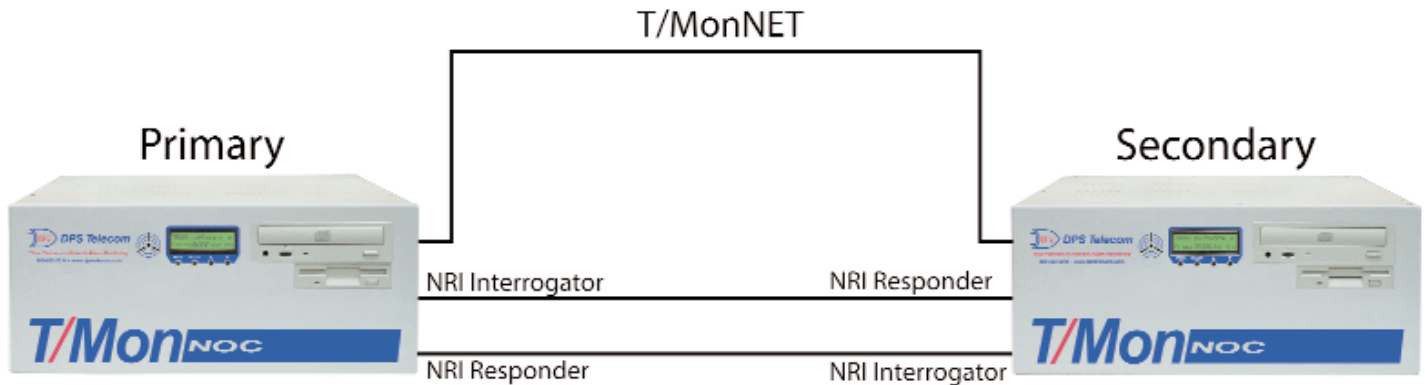 T/MonNET
Primary
Secondary
DPS Telecom
DPS Telecom
NRI Interrogator
NRI Responder
T/Mon NOC
T/Mon NOC
NRI Responder
NRI Interrogator